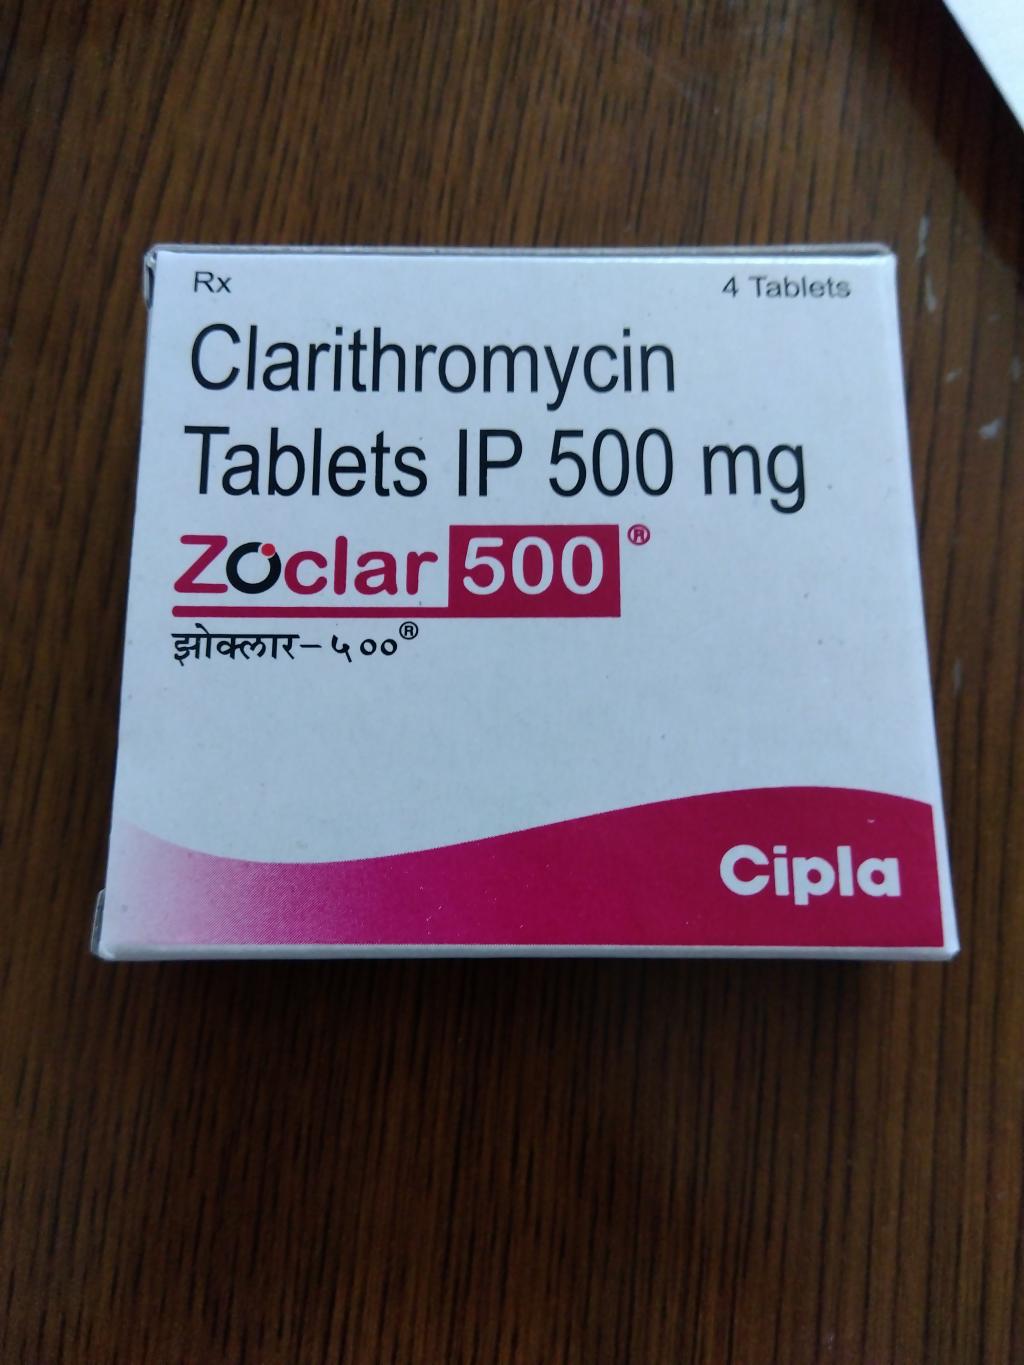 Rx
4 Tablets
Clarithromycin
Tablets IP 500 mg
Zoclar 500®
झोक्लार-५००®
Cipla